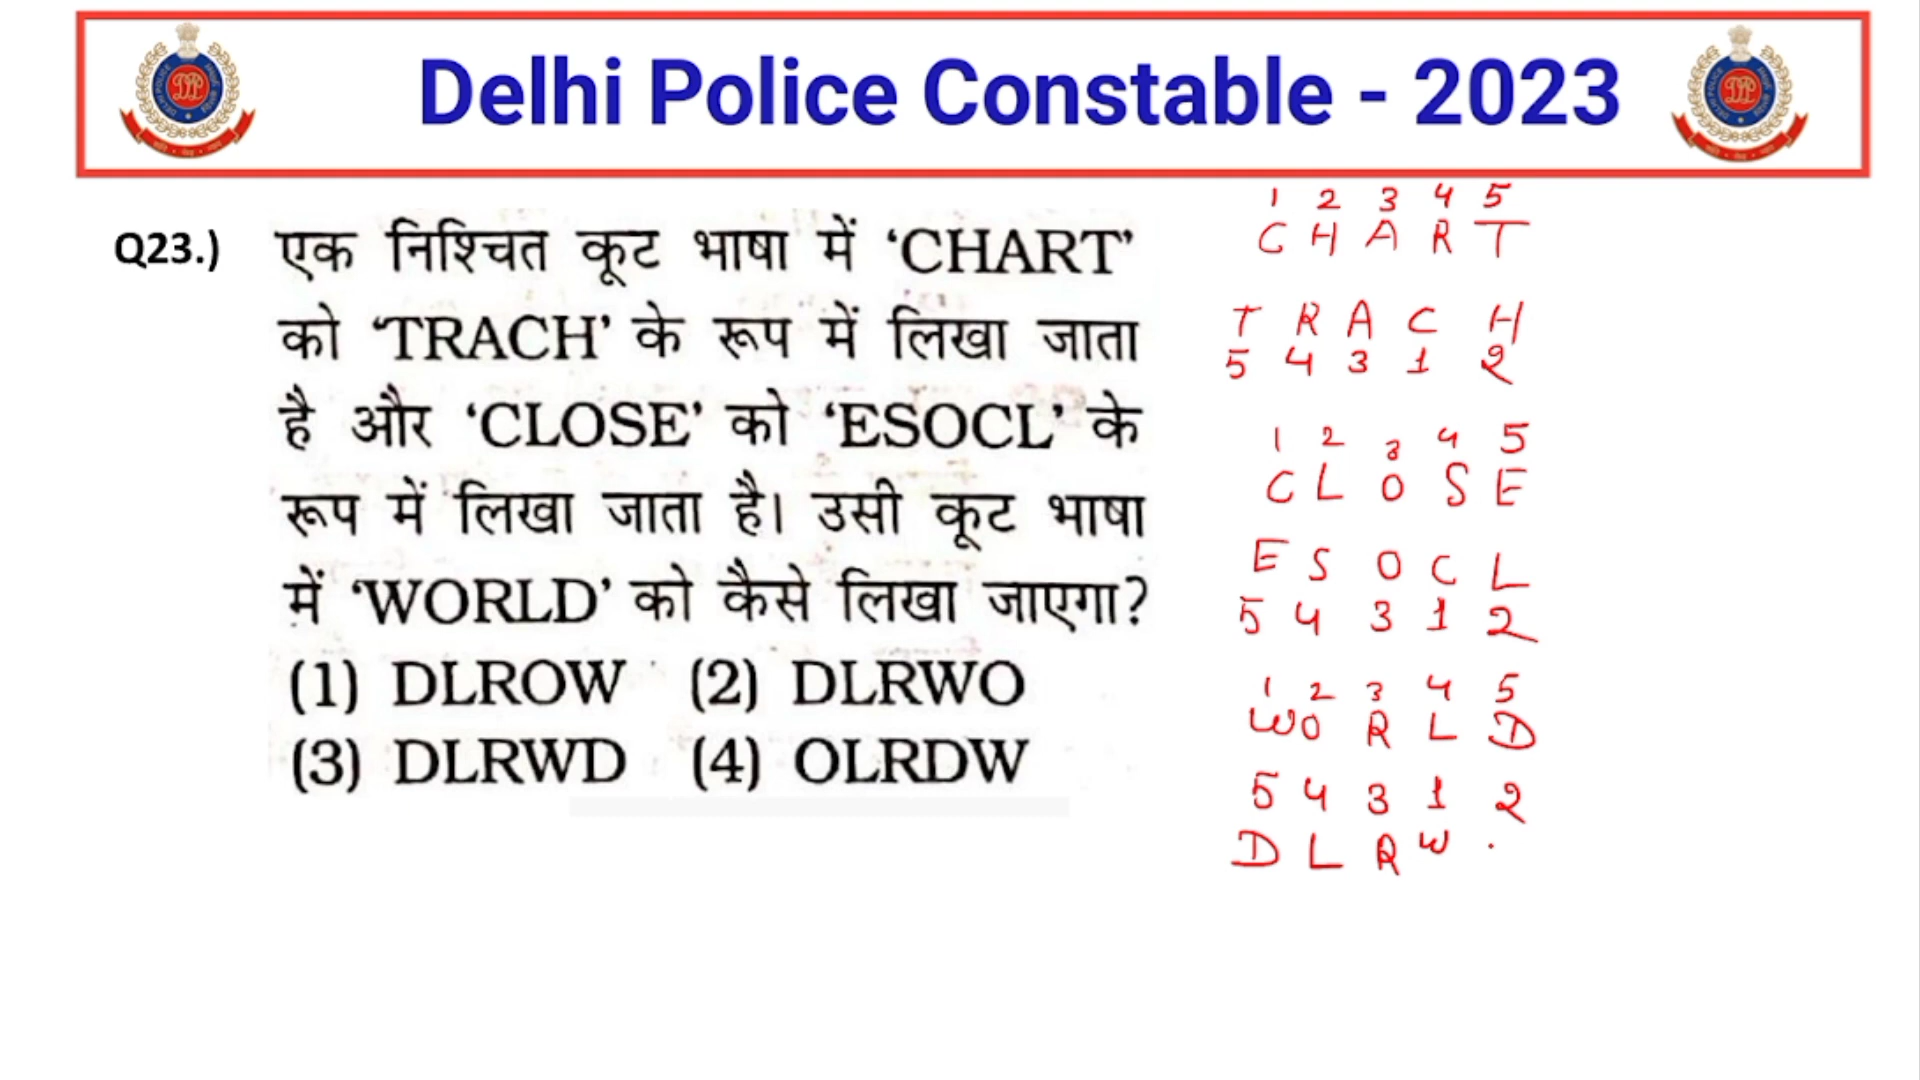 Delhi Police Constable - 2023
Q23.) एक निश्चित कूट भाषा में ‘CHART’
को ‘TRACH’ के रूप में लिखा जाता
है और ‘CLOSE’ को ‘ESOCL’ के
रूप में लिखा जाता है। उसी कूट भाषा
में ‘WORLD’ को कैसे लिखा जाएगा?
(1) DLROW (2) DLRWO
(3) DLRWD (4) OLRDW
1 2 3 4 5
C H A R T
T R A C H
5 4 3 1 2
1 2 3 4 5
C L O S E
E S O C L
5 4 3 1 2
1 2 3 4 5
W O R L D
5 4 3 1 2
D L R W .